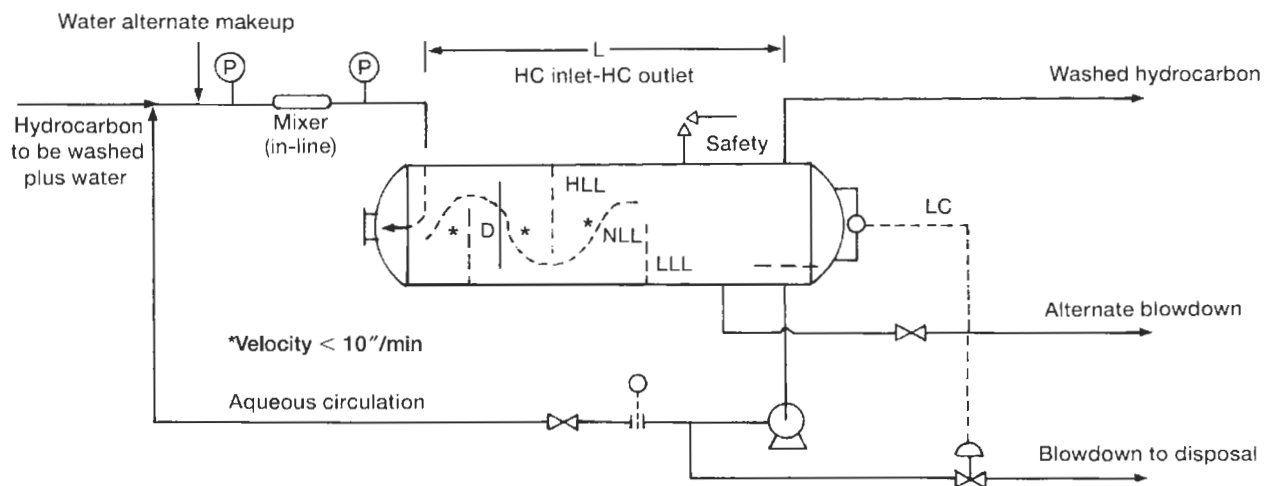 Water alternate makeup
P
P
L
HC inlet-HC outlet
Washed hydrocarbon
Hydrocarbon
to be washed
plus water
Mixer
(in-line)
Safety
HLL
LC
* D * * NLL
LLL
Alternate blowdown
*Velocity < 10″/min
Aqueous circulation
Blowdown to disposal